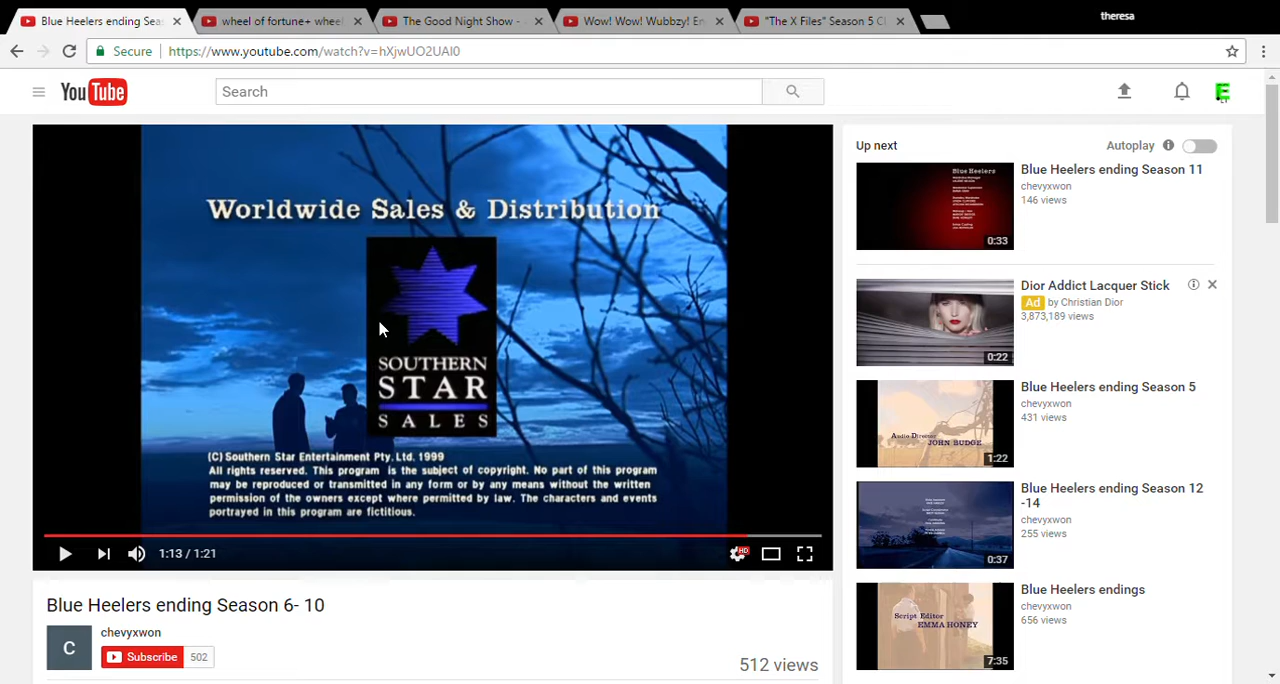 theresa
Blue Heelers ending Sea
wheel of fortune+ whee
The Good Night Show -
Wow! Wow! Wubbzy! En
"The X Files" Season 5 Cl
Secure
https://www.youtube.com/watch?v=hXjwUO2UAI0
YouTube
Search
Worldwide Sales & Distribution
SOUTHERN
STAR
SALES
(C) Southern Star Entertainment Pty. Ltd. 1999
All rights reserved. This program is the subject of copyright. No part of this program
may be reproduced or transmitted in any form or by any means without the written
permission of the owners except where permitted by law. The characters and events
portrayed in this program are fictitious.
1:13 / 1:21
HD
Blue Heelers ending Season 6- 10
C
chevyxwon
Subscribe 502
512 views
Up next
Autoplay
Blue Heelers
0:33
Blue Heelers ending Season 11
chevyxwon
146 views
0:22
Dior Addict Lacquer Stick
Ad by Christian Dior
3,873,189 views
Audio Director
JOHN BUDGE
1:22
Blue Heelers ending Season 5
chevyxwon
431 views
0:37
Blue Heelers ending Season 12
-14
chevyxwon
255 views
Script Editor
EMMA HONEY
7:35
Blue Heelers endings
chevyxwon
656 views